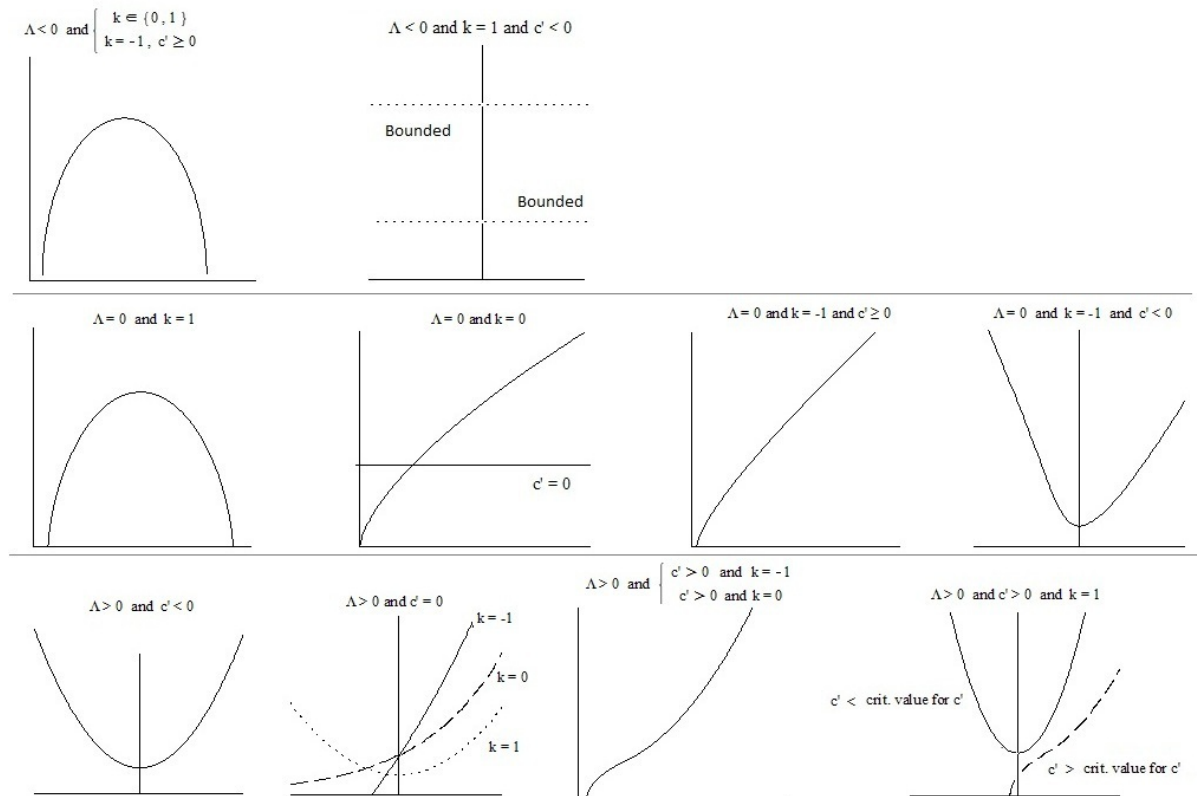 Λ < 0 and { k ∈ {0, 1}
k = -1, c' ≥ 0
Λ < 0 and k = 1 and c' < 0
Bounded
Bounded
Λ = 0 and k = 1
Λ = 0 and k = 0
c' = 0
Λ = 0 and k = -1 and c' ≥ 0
Λ = 0 and k = -1 and c' < 0
Λ > 0 and c' < 0
Λ > 0 and c' = 0
k = -1
k = 0
k = 1
Λ > 0 and { c' > 0 and k = -1
c' > 0 and k = 0
Λ > 0 and c' > 0 and k = 1
c' < crit. value for c'
c' > crit. value for c'